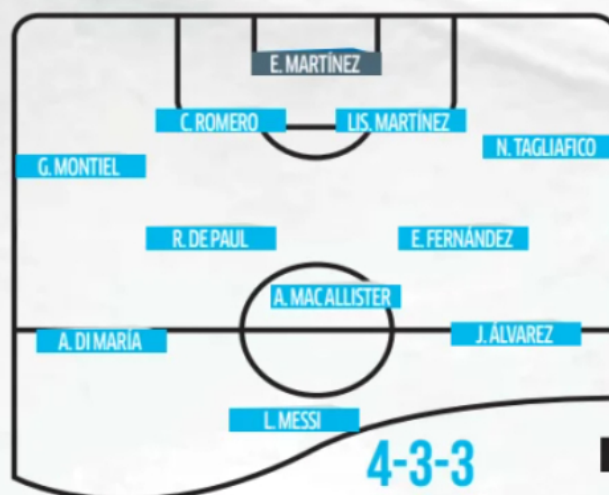 E. MARTÍNEZ
C. ROMERO
LIS. MARTÍNEZ
N. TAGLIAFICO
G. MONTIEL
R. DE PAUL
E. FERNÁNDEZ
A. MAC ALLISTER
A. DI MARÍA
J. ÁLVAREZ
L. MESSI
4-3-3